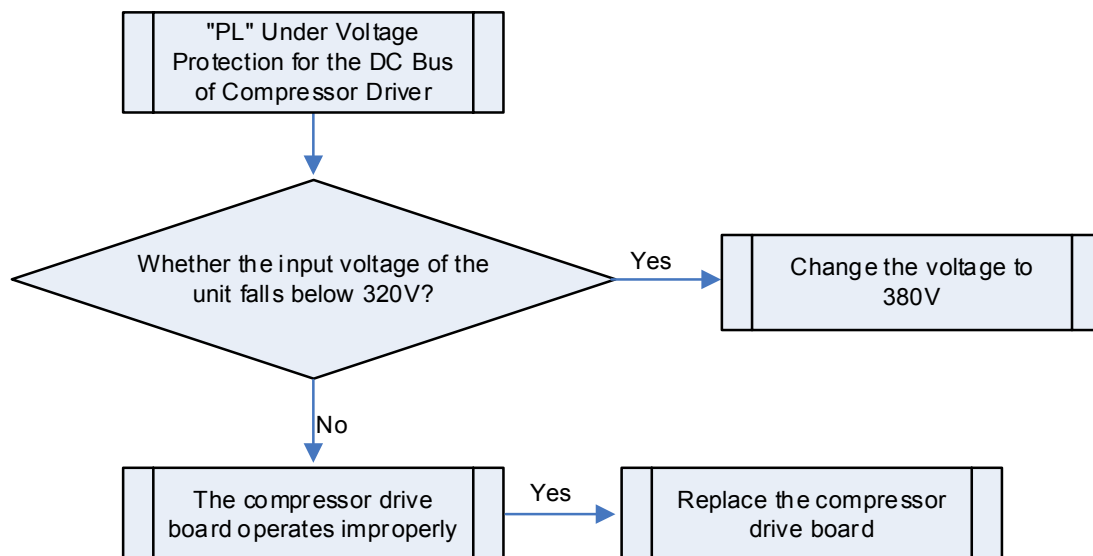 "PL" Under Voltage
Protection for the DC Bus
of Compressor Driver
Whether the input voltage of the
unit falls below 320V?
Yes
Change the voltage to
380V
No
The compressor drive
board operates improperly
Yes
Replace the compressor
drive board